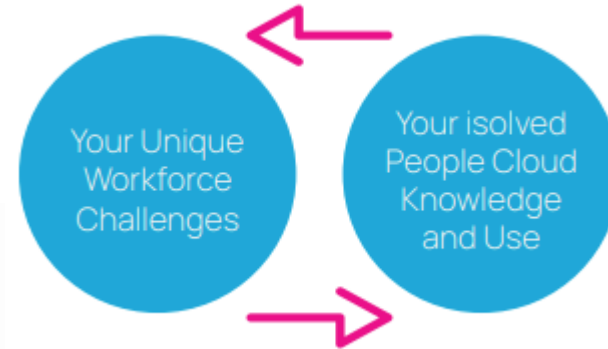 Your Unique
Workforce
Challenges
Your isolved
People Cloud
Knowledge
and Use